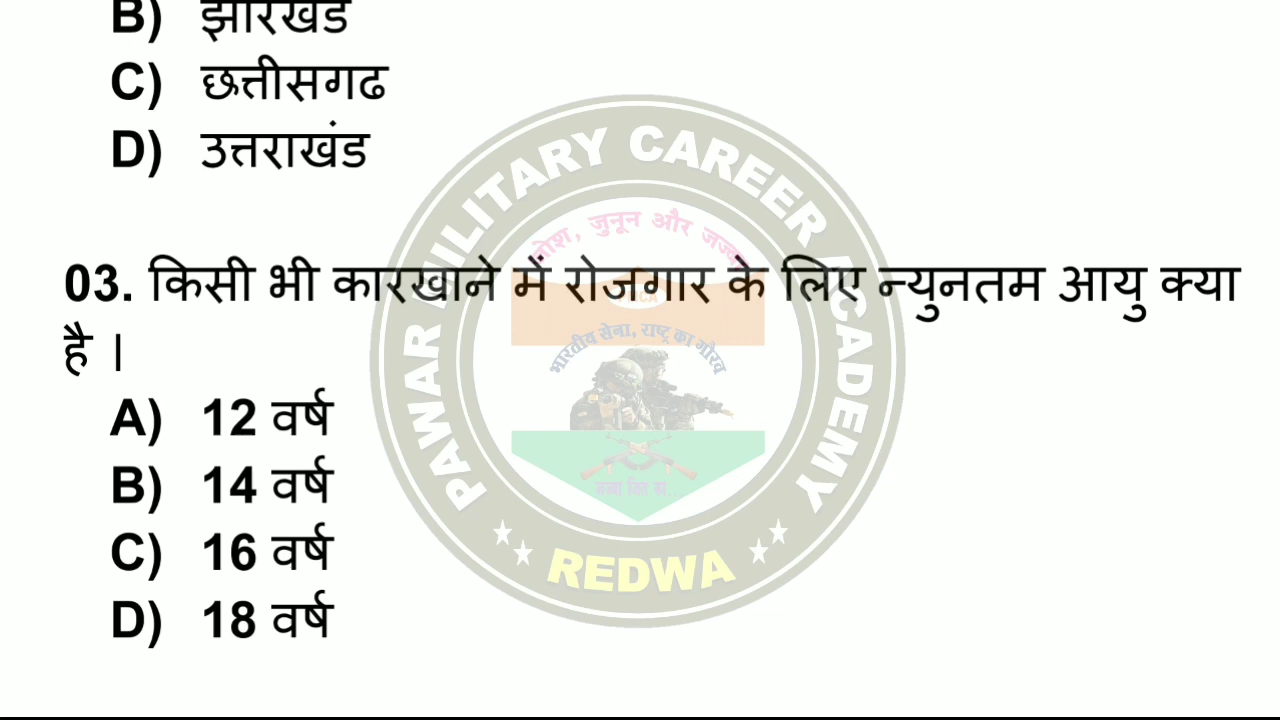 B) झारखंड
C) छत्तीसगढ
D) उत्तराखंड
03. किसी भी कारखाने में रोजगार के लिए न्युनतम आयु क्या
है ।
A) 12 वर्ष
B) 14 वर्ष
C) 16 वर्ष
D) 18 वर्ष
PAWAR MILITARY CAREER ACADEMY
जोश, जुनून और जज्बा
भारतीय सेना, राष्ट्र का गौरव
REDWA